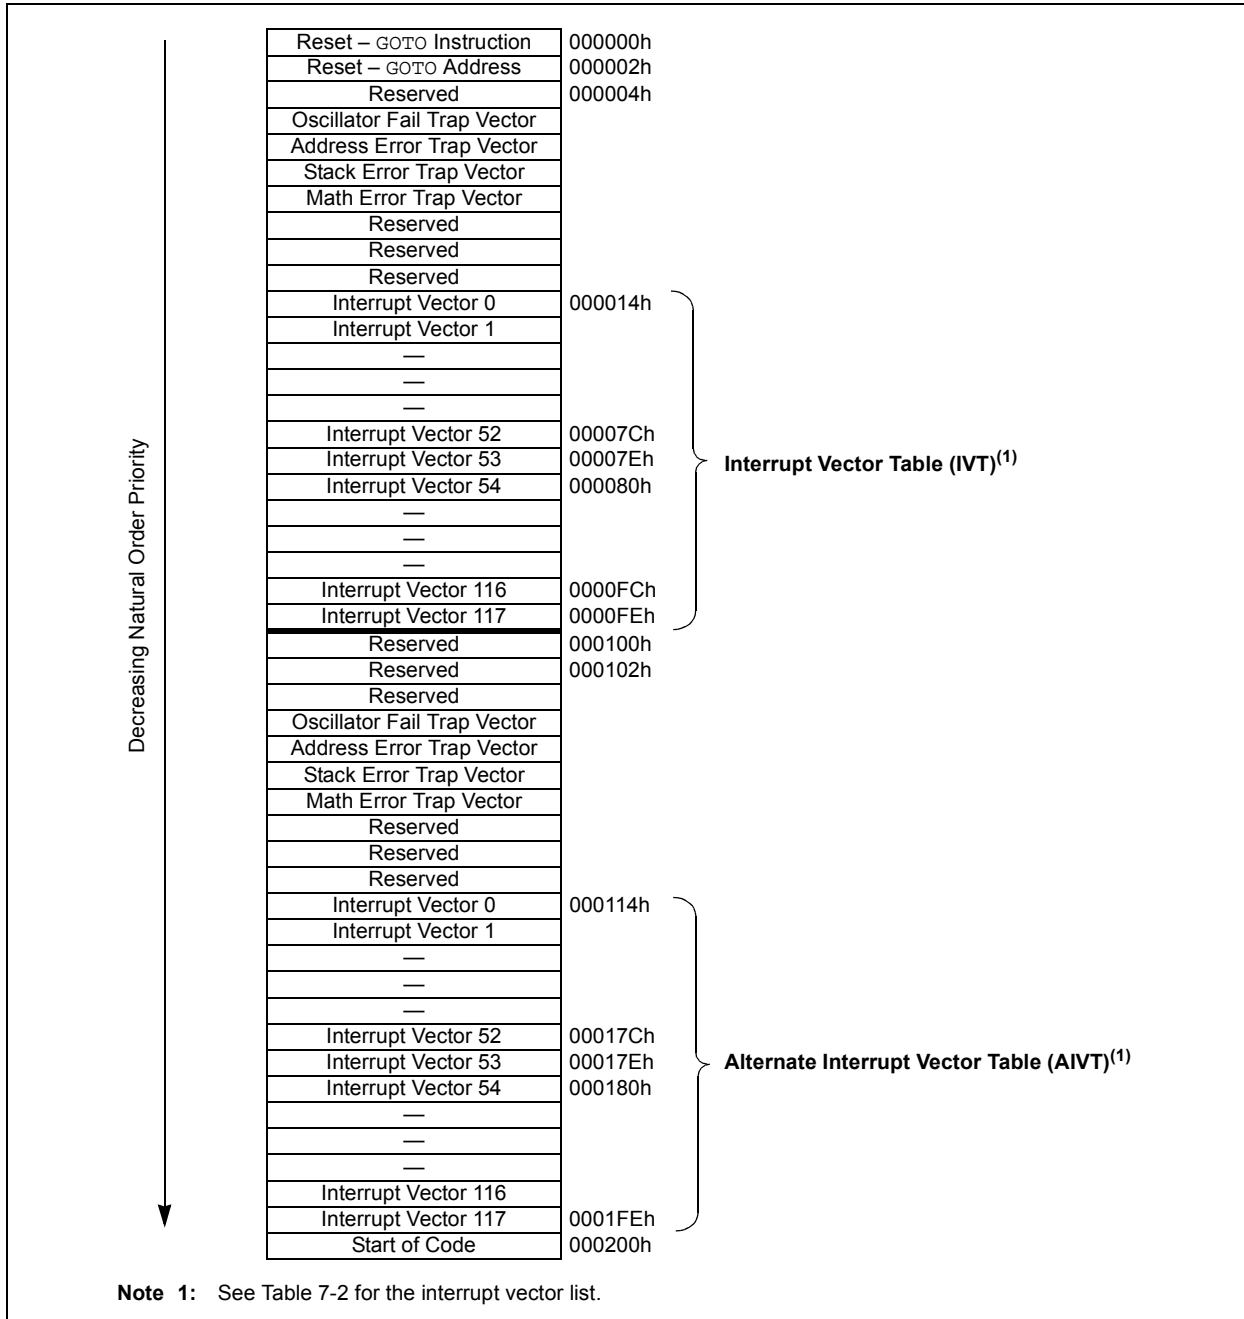 Decreasing Natural Order Priority
Reset – GOTO Instruction 000000h
Reset – GOTO Address 000002h
Reserved 000004h
Oscillator Fail Trap Vector
Address Error Trap Vector
Stack Error Trap Vector
Math Error Trap Vector
Reserved
Reserved
Reserved
Interrupt Vector 0 000014h
Interrupt Vector 1
—
—
—
Interrupt Vector 52 00007Ch
Interrupt Vector 53 00007Eh
Interrupt Vector 54 000080h
—
—
—
Interrupt Vector 116 0000FCh
Interrupt Vector 117 0000FEh
Interrupt Vector Table (IVT)(1)
Reserved 000100h
Reserved 000102h
Reserved
Oscillator Fail Trap Vector
Address Error Trap Vector
Stack Error Trap Vector
Math Error Trap Vector
Reserved
Reserved
Reserved
Interrupt Vector 0 000114h
Interrupt Vector 1
—
—
—
Interrupt Vector 52 00017Ch
Interrupt Vector 53 00017Eh
Interrupt Vector 54 000180h
—
—
—
Interrupt Vector 116
Interrupt Vector 117 0001FEh
Alternate Interrupt Vector Table (AIVT)(1)
Start of Code 000200h
Note 1: See Table 7-2 for the interrupt vector list.